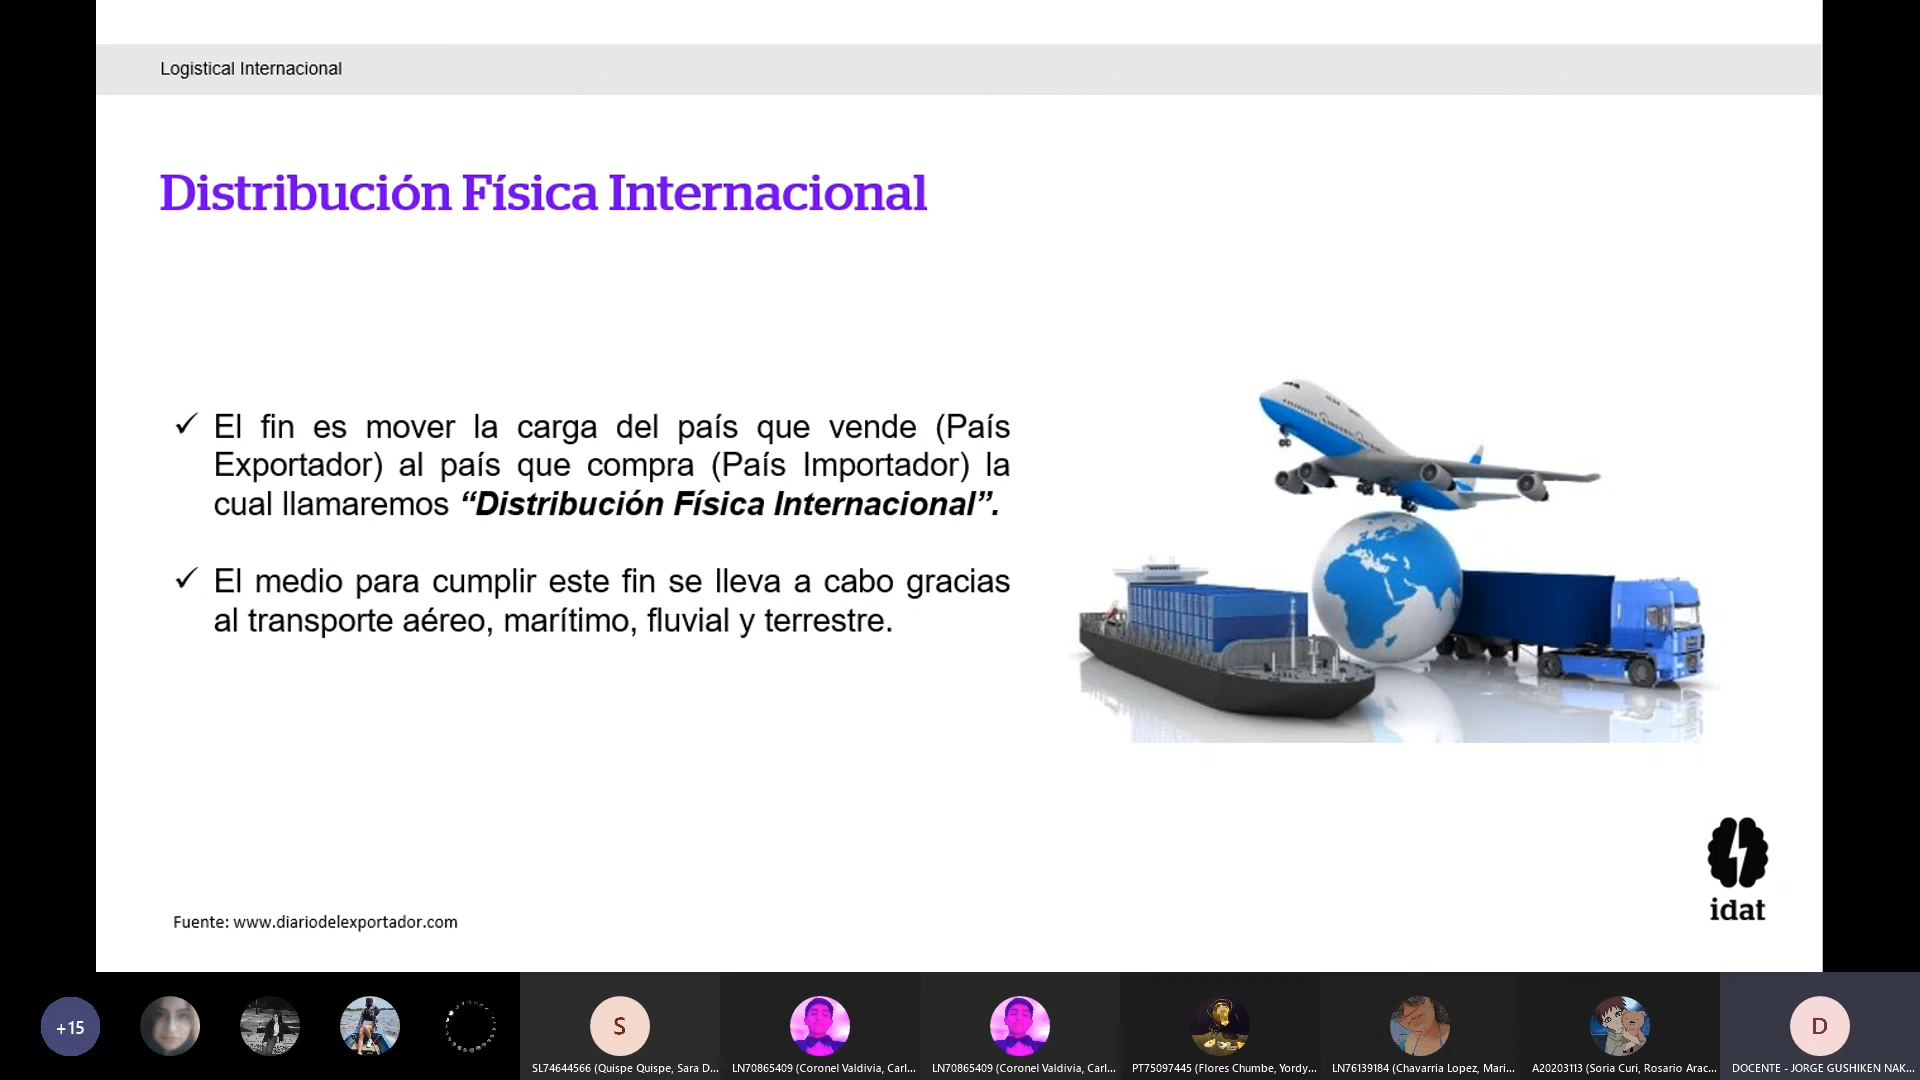 Logistical Internacional
Distribución Física Internacional
✓ El fin es mover la carga del país que vende (País
Exportador) al país que compra (País Importador) la
cual llamaremos “Distribución Física Internacional”.
✓ El medio para cumplir este fin se lleva a cabo gracias
al transporte aéreo, marítimo, fluvial y terrestre.
idat
Fuente: www.diariodelexportador.com
+15
S
D
SL74644566 (Quispe Quispe, Sara D...
LN70865409 (Coronel Valdivia, Carl...
LN70865409 (Coronel Valdivia, Carl...
PT75097445 (Flores Chumbe, Yordy...
LN76139184 (Chavarria Lopez, Mari...
A20203113 (Soria Curi, Rosario Arac...
DOCENTE - JORGE GUSHIKEN NAK...